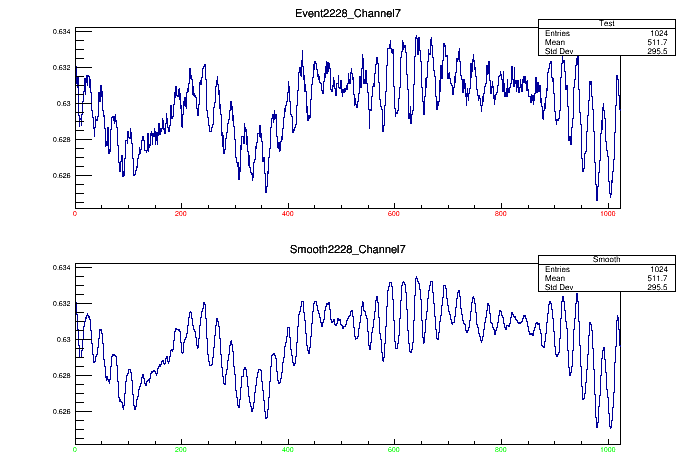 Event2228_Channel7
Test
Entries 1024
Mean 511.7
Std Dev 295.5
0.634
0.632
0.63
0.628
0.626
0 200 400 600 800 1000
Smooth2228_Channel7
Smooth
Entries 1024
Mean 511.7
Std Dev 295.5
0.634
0.632
0.63
0.628
0.626
0 200 400 600 800 1000